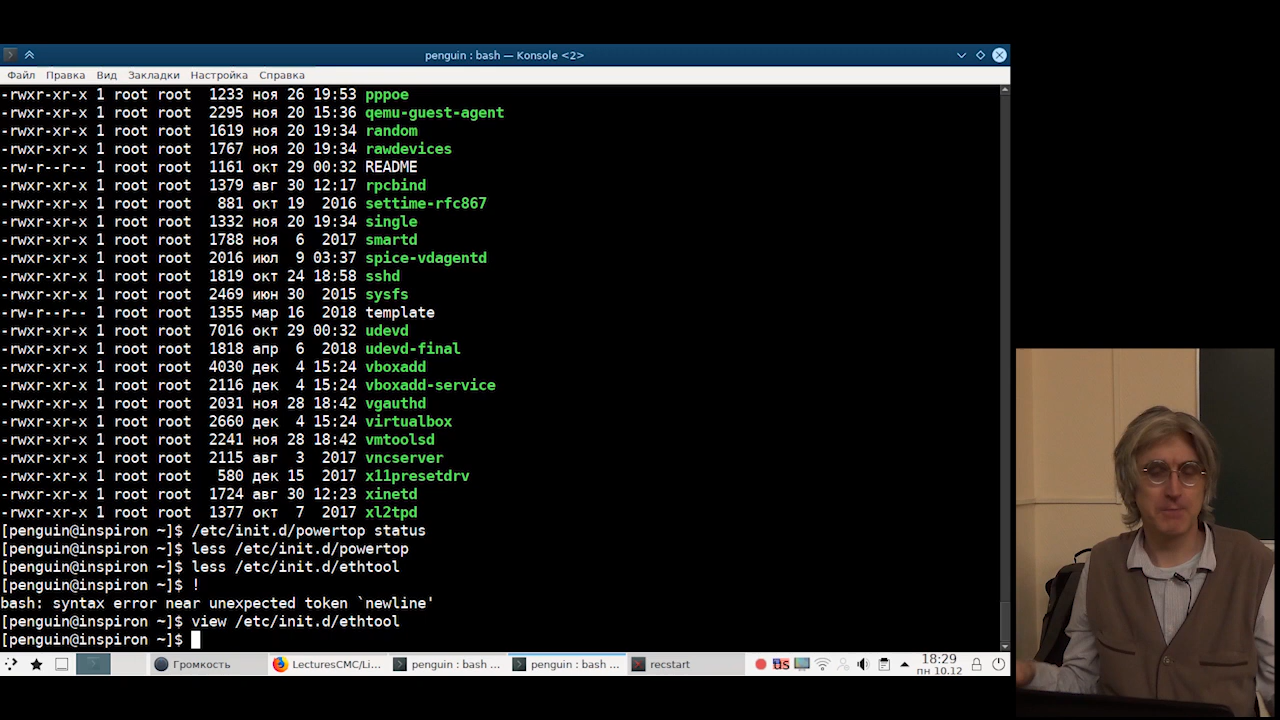 penguin : bash — Konsole <2>
Файл Правка Вид Закладки Настройка Справка
-rwxr-xr-x 1 root root 1233 ноя 26 19:53 pppoe
-rwxr-xr-x 1 root root 2295 ноя 20 15:36 qemu-guest-agent
-rwxr-xr-x 1 root root 1619 ноя 20 19:34 random
-rwxr-xr-x 1 root root 1767 ноя 20 19:34 rawdevices
-rw-r--r-- 1 root root 1161 окт 29 00:32 README
-rwxr-xr-x 1 root root 1379 авг 30 12:17 rpcbind
-rwxr-xr-x 1 root root 881 окт 19 2016 settime-rfc867
-rwxr-xr-x 1 root root 1332 ноя 20 19:34 single
-rwxr-xr-x 1 root root 1788 ноя 6 2017 smartd
-rwxr-xr-x 1 root root 2016 июл 9 03:37 spice-vdagentd
-rwxr-xr-x 1 root root 1819 окт 24 18:58 sshd
-rwxr-xr-x 1 root root 2469 июн 30 2015 sysfs
-rw-r--r-- 1 root root 1355 мар 16 2018 template
-rwxr-xr-x 1 root root 7016 окт 29 00:32 udevd
-rwxr-xr-x 1 root root 1818 апр 6 2018 udevd-final
-rwxr-xr-x 1 root root 4030 дек 4 15:24 vboxadd
-rwxr-xr-x 1 root root 2116 дек 4 15:24 vboxadd-service
-rwxr-xr-x 1 root root 2031 ноя 28 18:42 vgauthd
-rwxr-xr-x 1 root root 2660 дек 4 15:24 virtualbox
-rwxr-xr-x 1 root root 2241 ноя 28 18:42 vmtoolsd
-rwxr-xr-x 1 root root 2115 авг 3 2017 vncserver
-rwxr-xr-x 1 root root 580 дек 15 2017 x11presetdrv
-rwxr-xr-x 1 root root 1724 авг 30 12:23 xinetd
-rwxr-xr-x 1 root root 1377 окт 7 2017 xl2tpd
[penguin@inspiron ~]$ /etc/init.d/powertop status
[penguin@inspiron ~]$ less /etc/init.d/powertop
[penguin@inspiron ~]$ less /etc/init.d/ethtool
[penguin@inspiron ~]$ !
bash: syntax error near unexpected token `newline'
[penguin@inspiron ~]$ view /etc/init.d/ethtool
[penguin@inspiron ~]$
Громкость LecturesCMC/Li... penguin : bash ... penguin : bash ... recstart US 18:29
пн 10.12